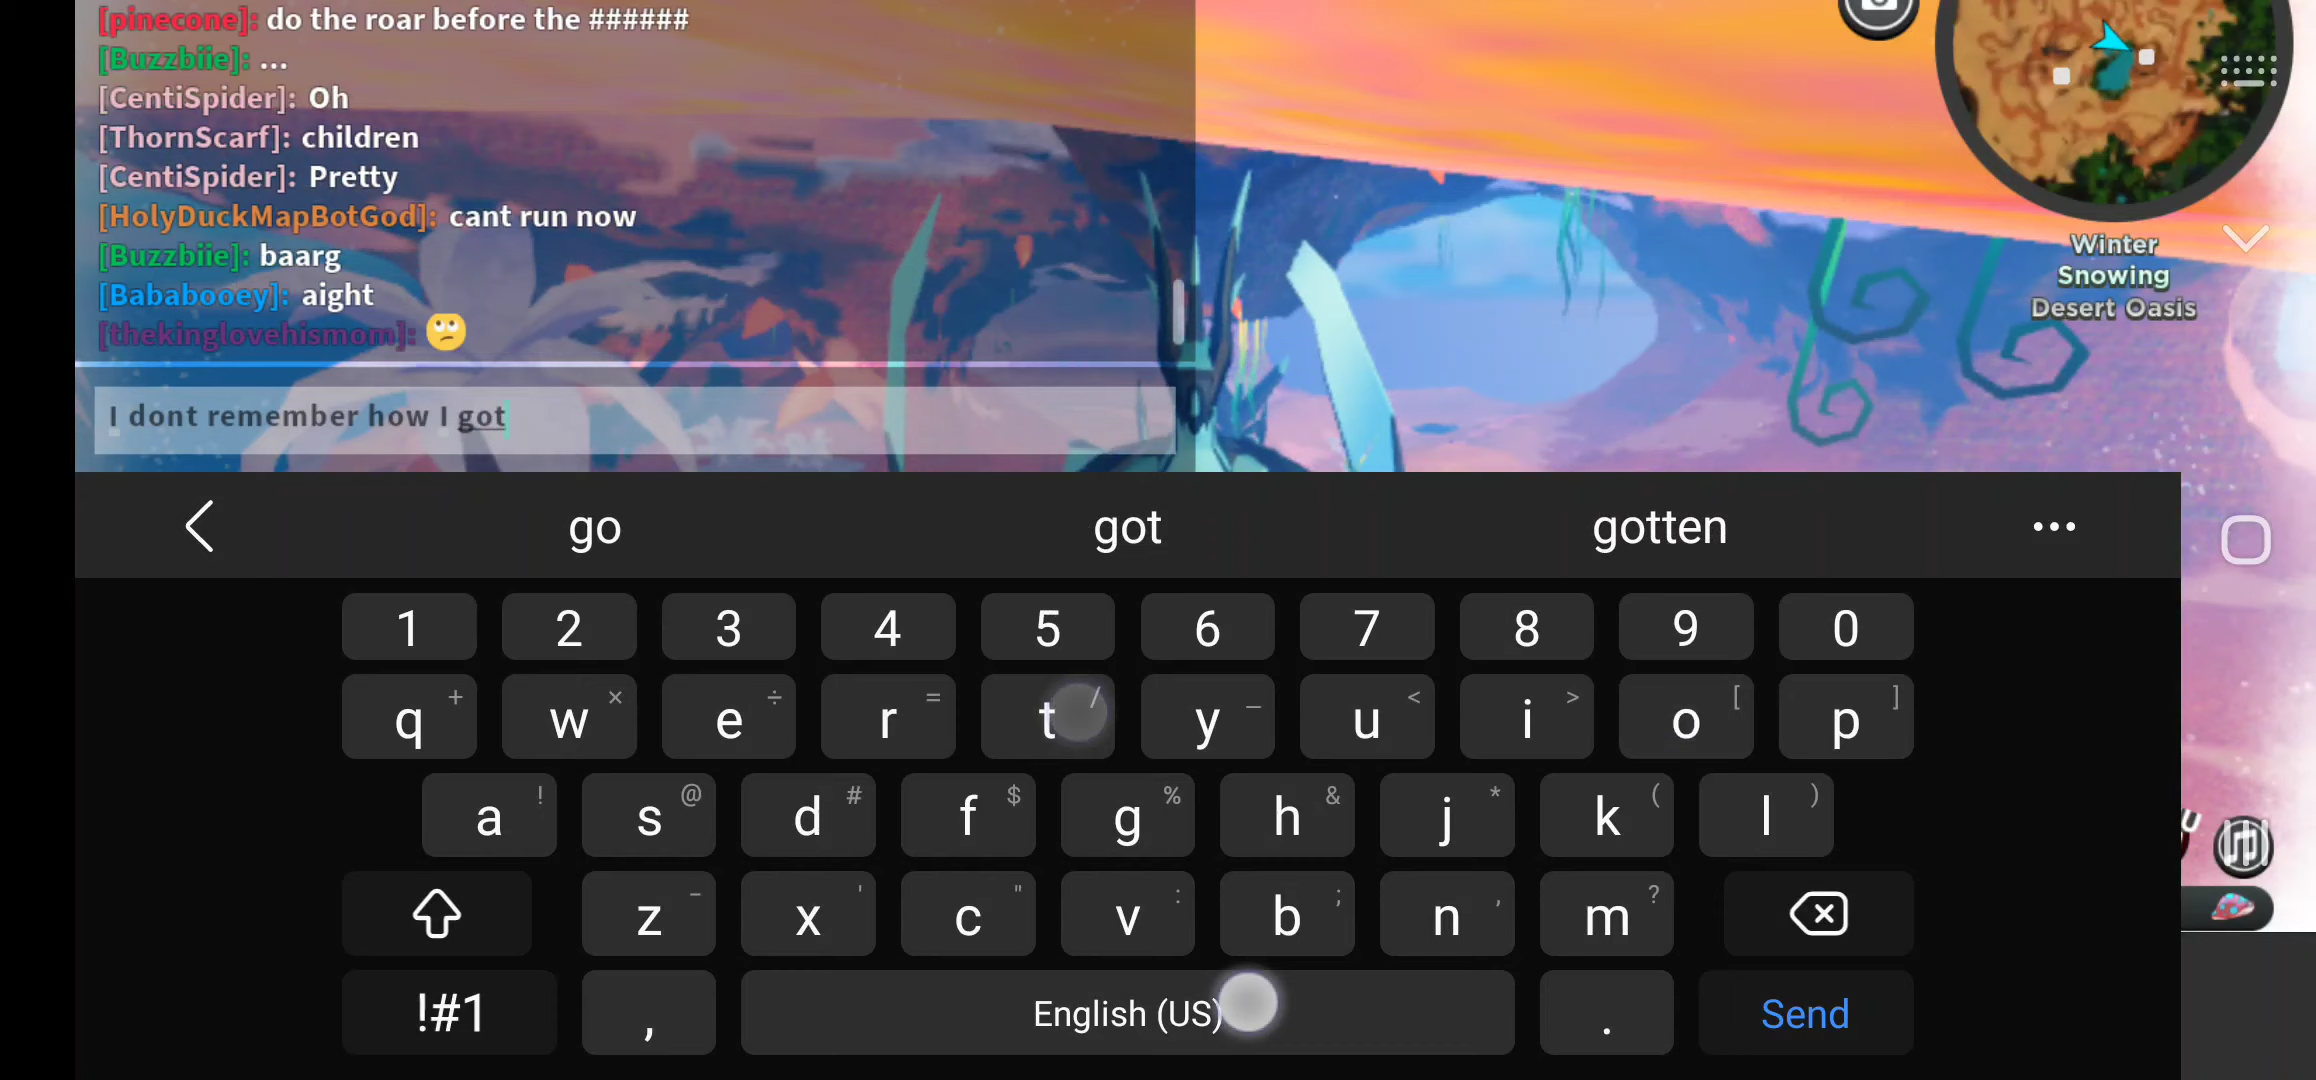 [pinecone]: do the roar before the ######
[Buzzbiie]: ...
[CentiSpider]: Oh
[ThornScarf]: children
[CentiSpider]: Pretty
[HolyDuckMapBotGod]: cant run now
[Buzzbiie]: baarg
[Bababooey]: aight
[thekinglovehismom]: 🙄
Winter
Snowing
Desert Oasis
I dont remember how I got
go got gotten ...
1 2 3 4 5 6 7 8 9 0
q + w × e ÷ r = t / y _ u < i > o [ p ]
a ! s @ d # f $ g % h & j * k ( l )
z - x ' c " v : b ; n , m ?
!#1 , English (US) . Send
U